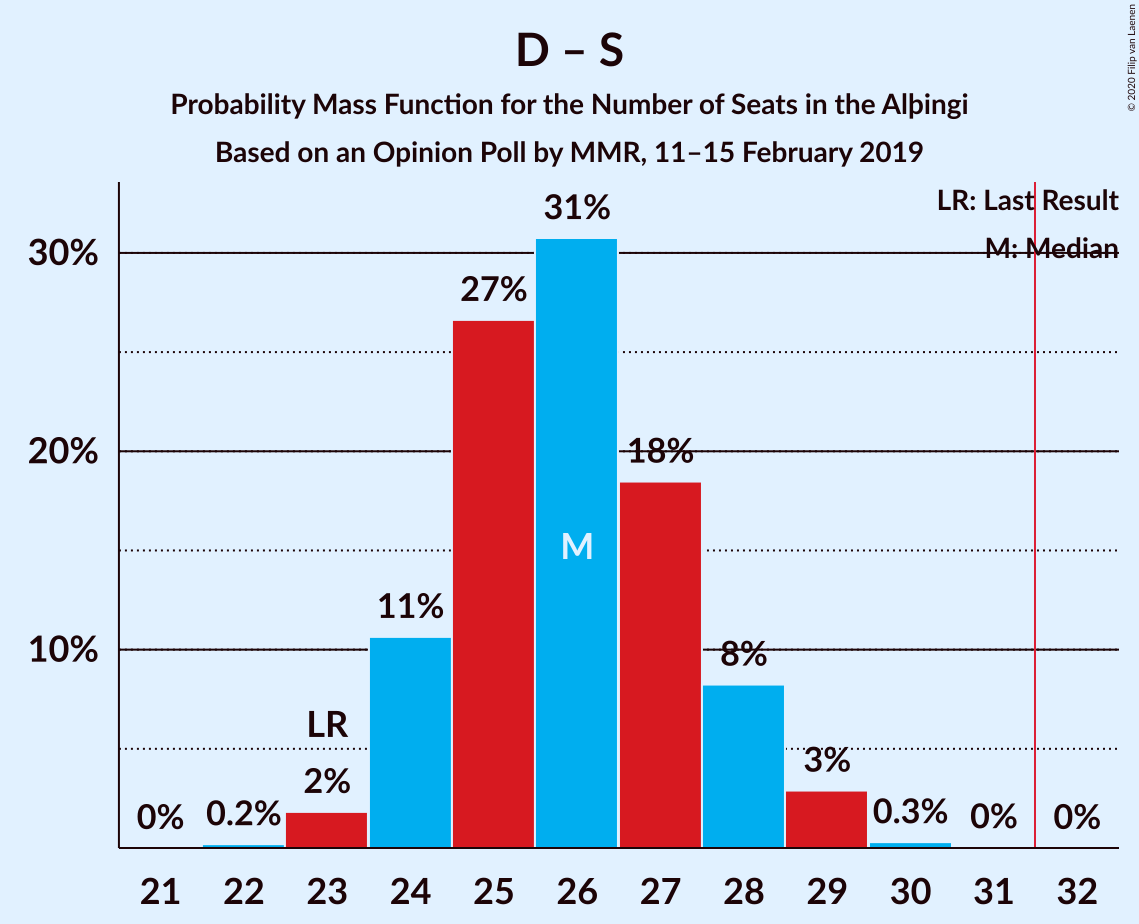 D – S
Probability Mass Function for the Number of Seats in the Alþingi
Based on an Opinion Poll by MMR, 11–15 February 2019
© 2020 Filip van Laenen
LR: Last Result
M: Median
30%
20%
10%
0%
0.2%
LR
2%
11%
27%
31%
M
18%
8%
3%
0.3%
0%
0%
21 22 23 24 25 26 27 28 29 30 31 32